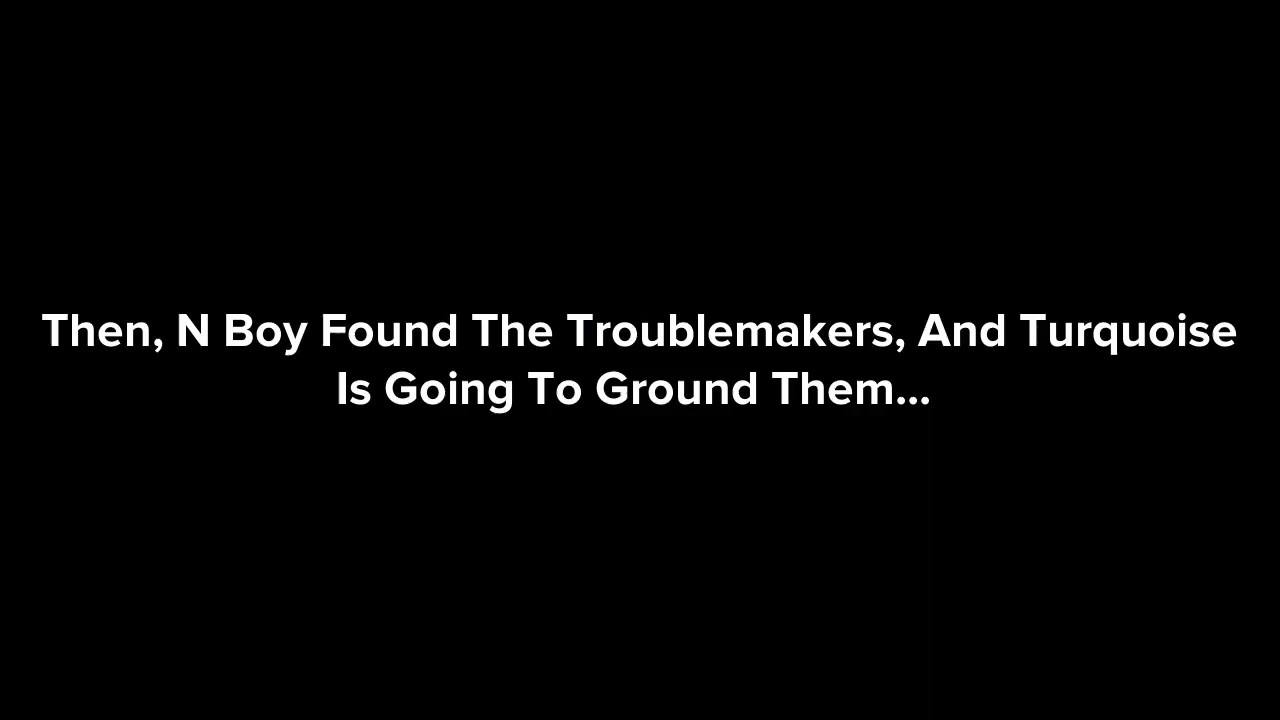 Then, N Boy Found The Troublemakers, And Turquoise
Is Going To Ground Them...